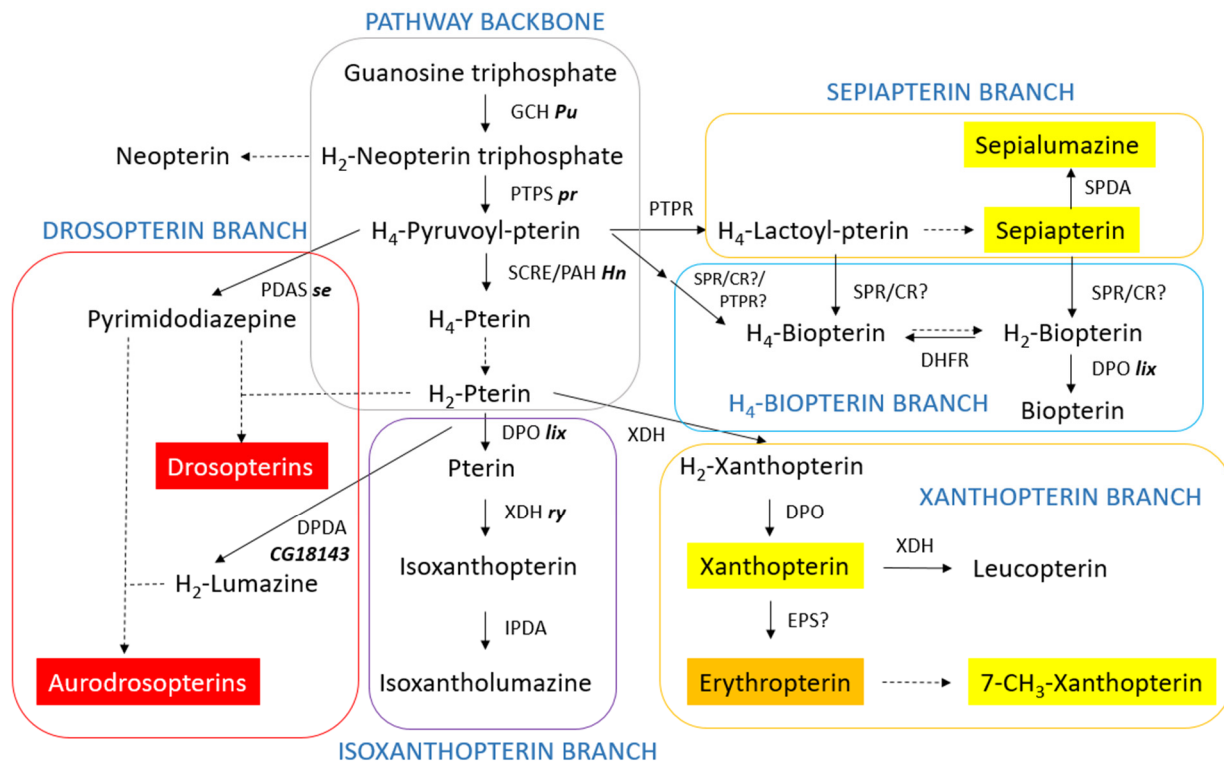 PATHWAY BACKBONE
Guanosine triphosphate
GCH Pu
Neopterin
H₂-Neopterin triphosphate
PTPS pr
H₄-Pyruvoyl-pterin
SCRE/PAH Hn
H₄-Pterin
H₂-Pterin
DROSOPTERIN BRANCH
PDAS se
Pyrimidodiazepine
Drosopterins
DPDA
CG18143
H₂-Lumazine
Aurodrosopterins
DPO lix
Pterin
XDH ry
Isoxanthopterin
IPDA
Isoxantholumazine
ISOXANTHOPTERIN BRANCH
SEPIAPTERIN BRANCH
Sepialumazine
SPDA
PTPR
H₄-Lactoyl-pterin
Sepiapterin
SPR/CR?/
PTPR?
SPR/CR?
SPR/CR?
H₄-Biopterin
H₂-Biopterin
DHFR
DPO lix
Biopterin
H₄-BIOPTERIN BRANCH
XDH
H₂-Xanthopterin
XANTHOPTERIN BRANCH
DPO
Xanthopterin
XDH
Leucopterin
EPS?
Erythropterin
7-CH₃-Xanthopterin